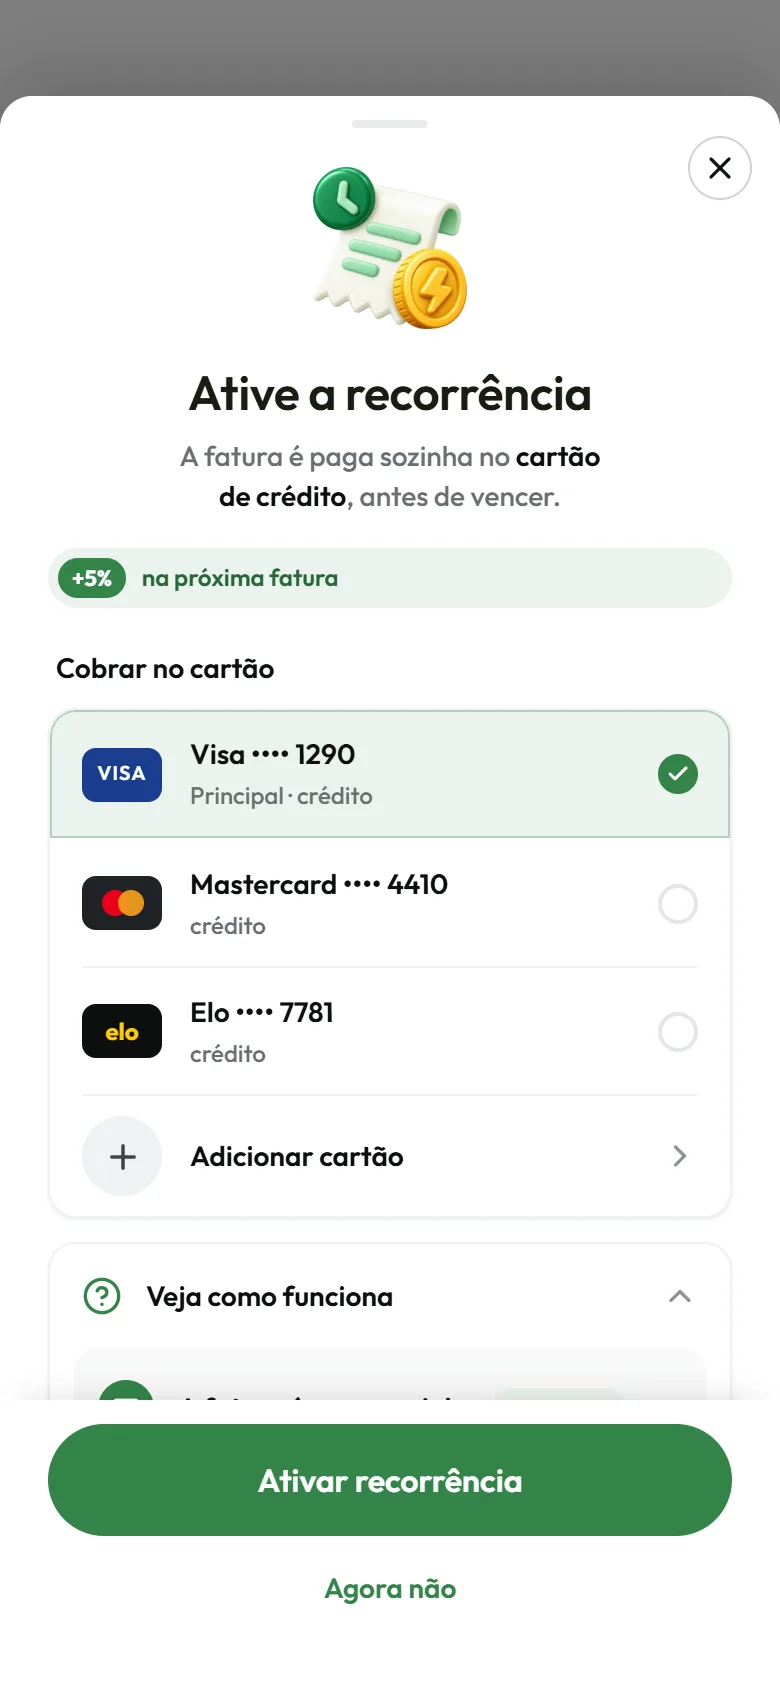 Ative a recorrência
A fatura é paga sozinha no cartão
de crédito, antes de vencer.
+5% na próxima fatura
Cobrar no cartão
VISA
Visa •••• 1290
Principal · crédito
Mastercard •••• 4410
crédito
elo
Elo •••• 7781
crédito
Adicionar cartão
Veja como funciona
Ativar recorrência
Agora não